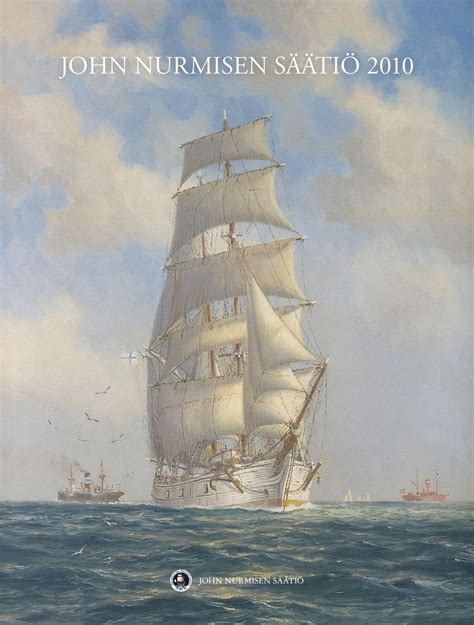 JOHN NURMISEN SÄÄTIÖ 2010
JOHN NURMISEN SÄÄTIÖ